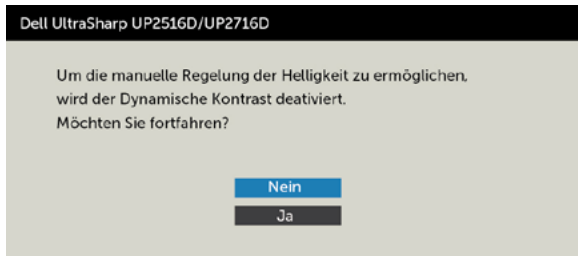 Dell UltraSharp UP2516D/UP2716D
Um die manuelle Regelung der Helligkeit zu ermöglichen,
wird der Dynamische Kontrast deativiert.
Möchten Sie fortfahren?
Nein
Ja